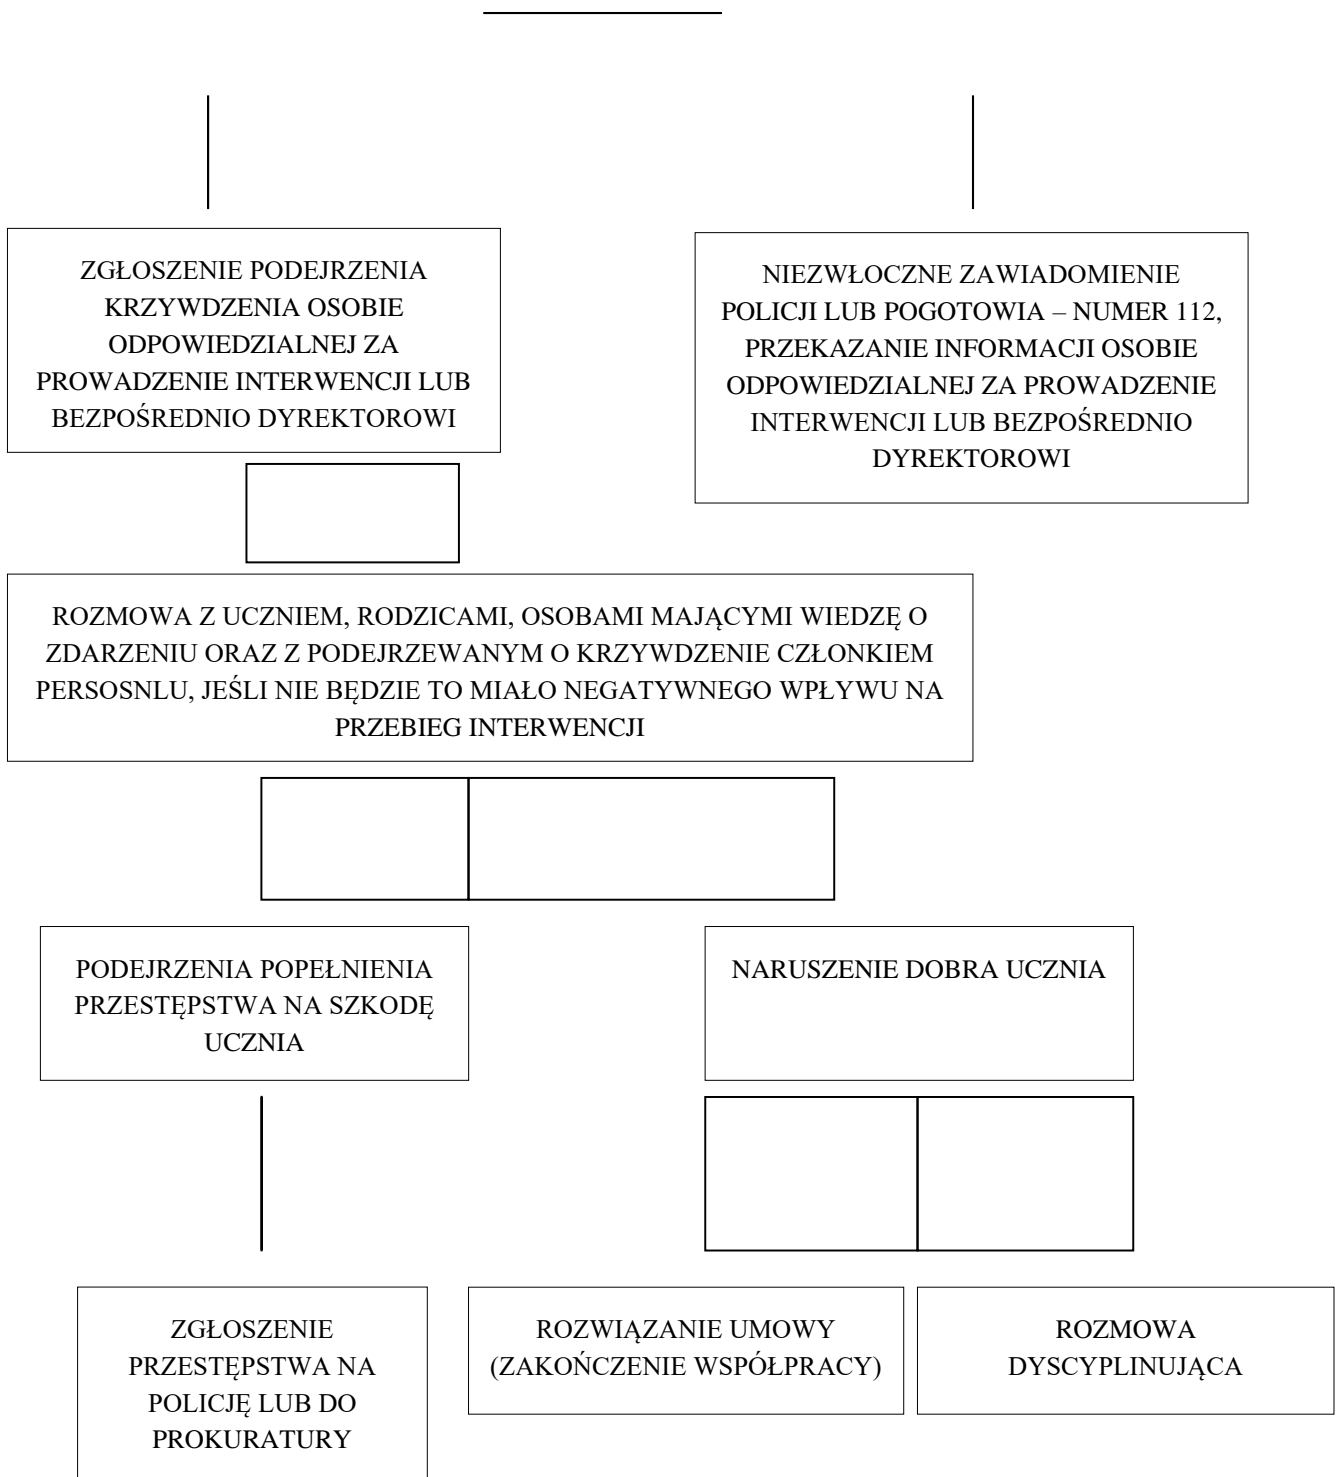 ZGŁOSZENIE PODEJRZENIA
KRZYWDZENIA OSOBIE
ODPOWIEDZIALNEJ ZA
PROWADZENIE INTERWENCJI LUB
BEZPOŚREDNIO DYREKTOROWI
NIEZWŁOCZNE ZAWIADOMIENIE
POLICJI LUB POGOTOWIA – NUMER 112,
PRZEKAZANIE INFORMACJI OSOBIE
ODPOWIEDZIALNEJ ZA PROWADZENIE
INTERWENCJI LUB BEZPOŚREDNIO
DYREKTOROWI
ROZMOWA Z UCZNIEM, RODZICAMI, OSOBAMI MAJĄCYMI WIEDZĘ O
ZDARZENIU ORAZ Z PODEJRZEWANYM O KRZYWDZENIE CZŁONKIEM
PERSOSNLU, JEŚLI NIE BĘDZIE TO MIAŁO NEGATYWNEGO WPŁYWU NA
PRZEBIEG INTERWENCJI
PODEJRZENIA POPEŁNIENIA
PRZESTĘPSTWA NA SZKODĘ
UCZNIA
NARUSZENIE DOBRA UCZNIA
ZGŁOSZENIE
PRZESTĘPSTWA NA
POLICJĘ LUB DO
PROKURATURY
ROZWIĄZANIE UMOWY
(ZAKOŃCZENIE WSPÓŁPRACY)
ROZMOWA
DYSCYPLINUJĄCA